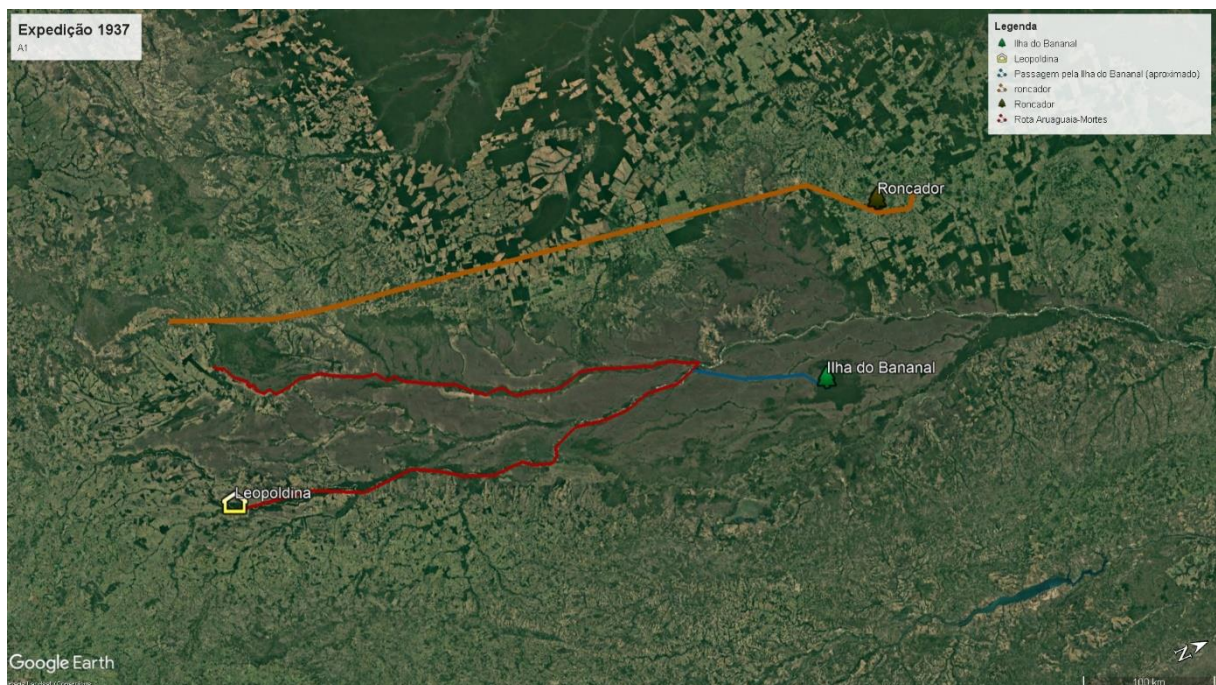 Expedição 1937
A1
Legenda
Ilha do Bananal
Leopoldina
Passagem pela Ilha do Bananal (aproximado)
roncador
Roncador
Rota Aruaguaia-Mortes
Roncador
Ilha do Bananal
Leopoldina
Google Earth
N
100 km